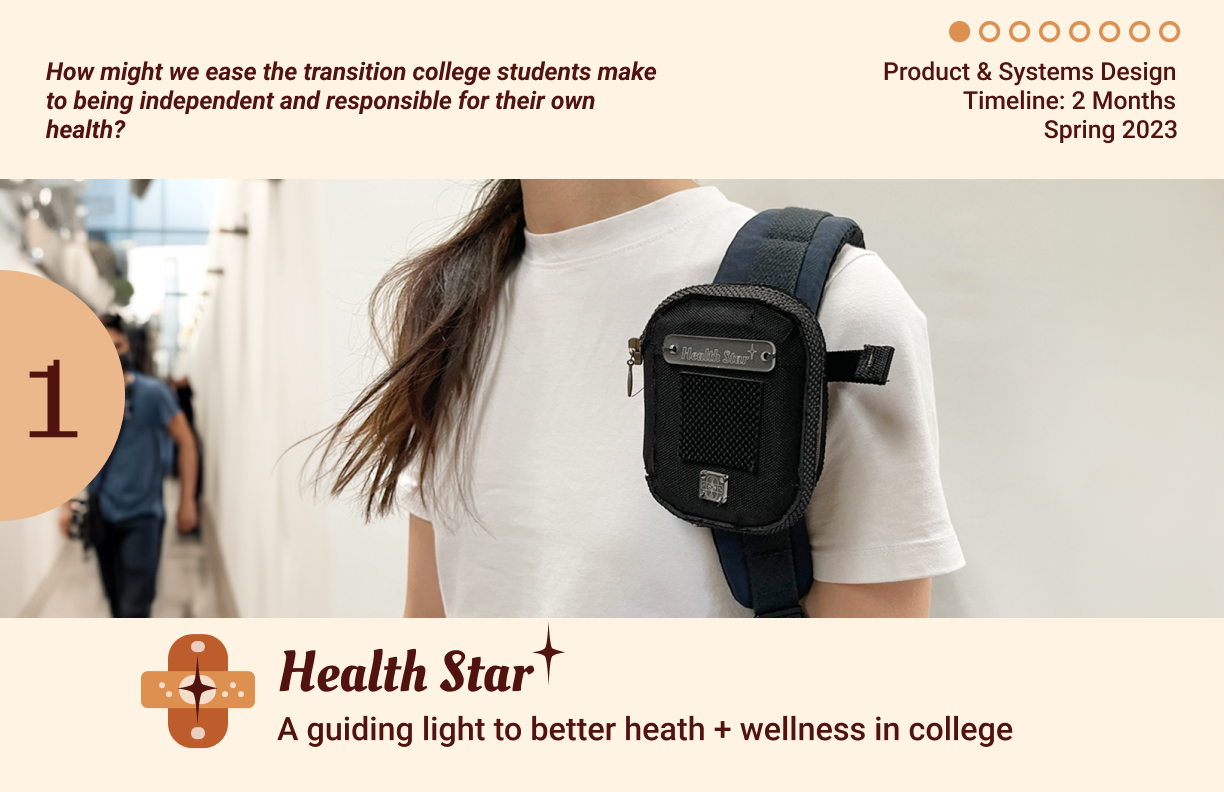 How might we ease the transition college students make
to being independent and responsible for their own
health?
Product & Systems Design
Timeline: 2 Months
Spring 2023
1
Health Star
Health Star
A guiding light to better heath + wellness in college